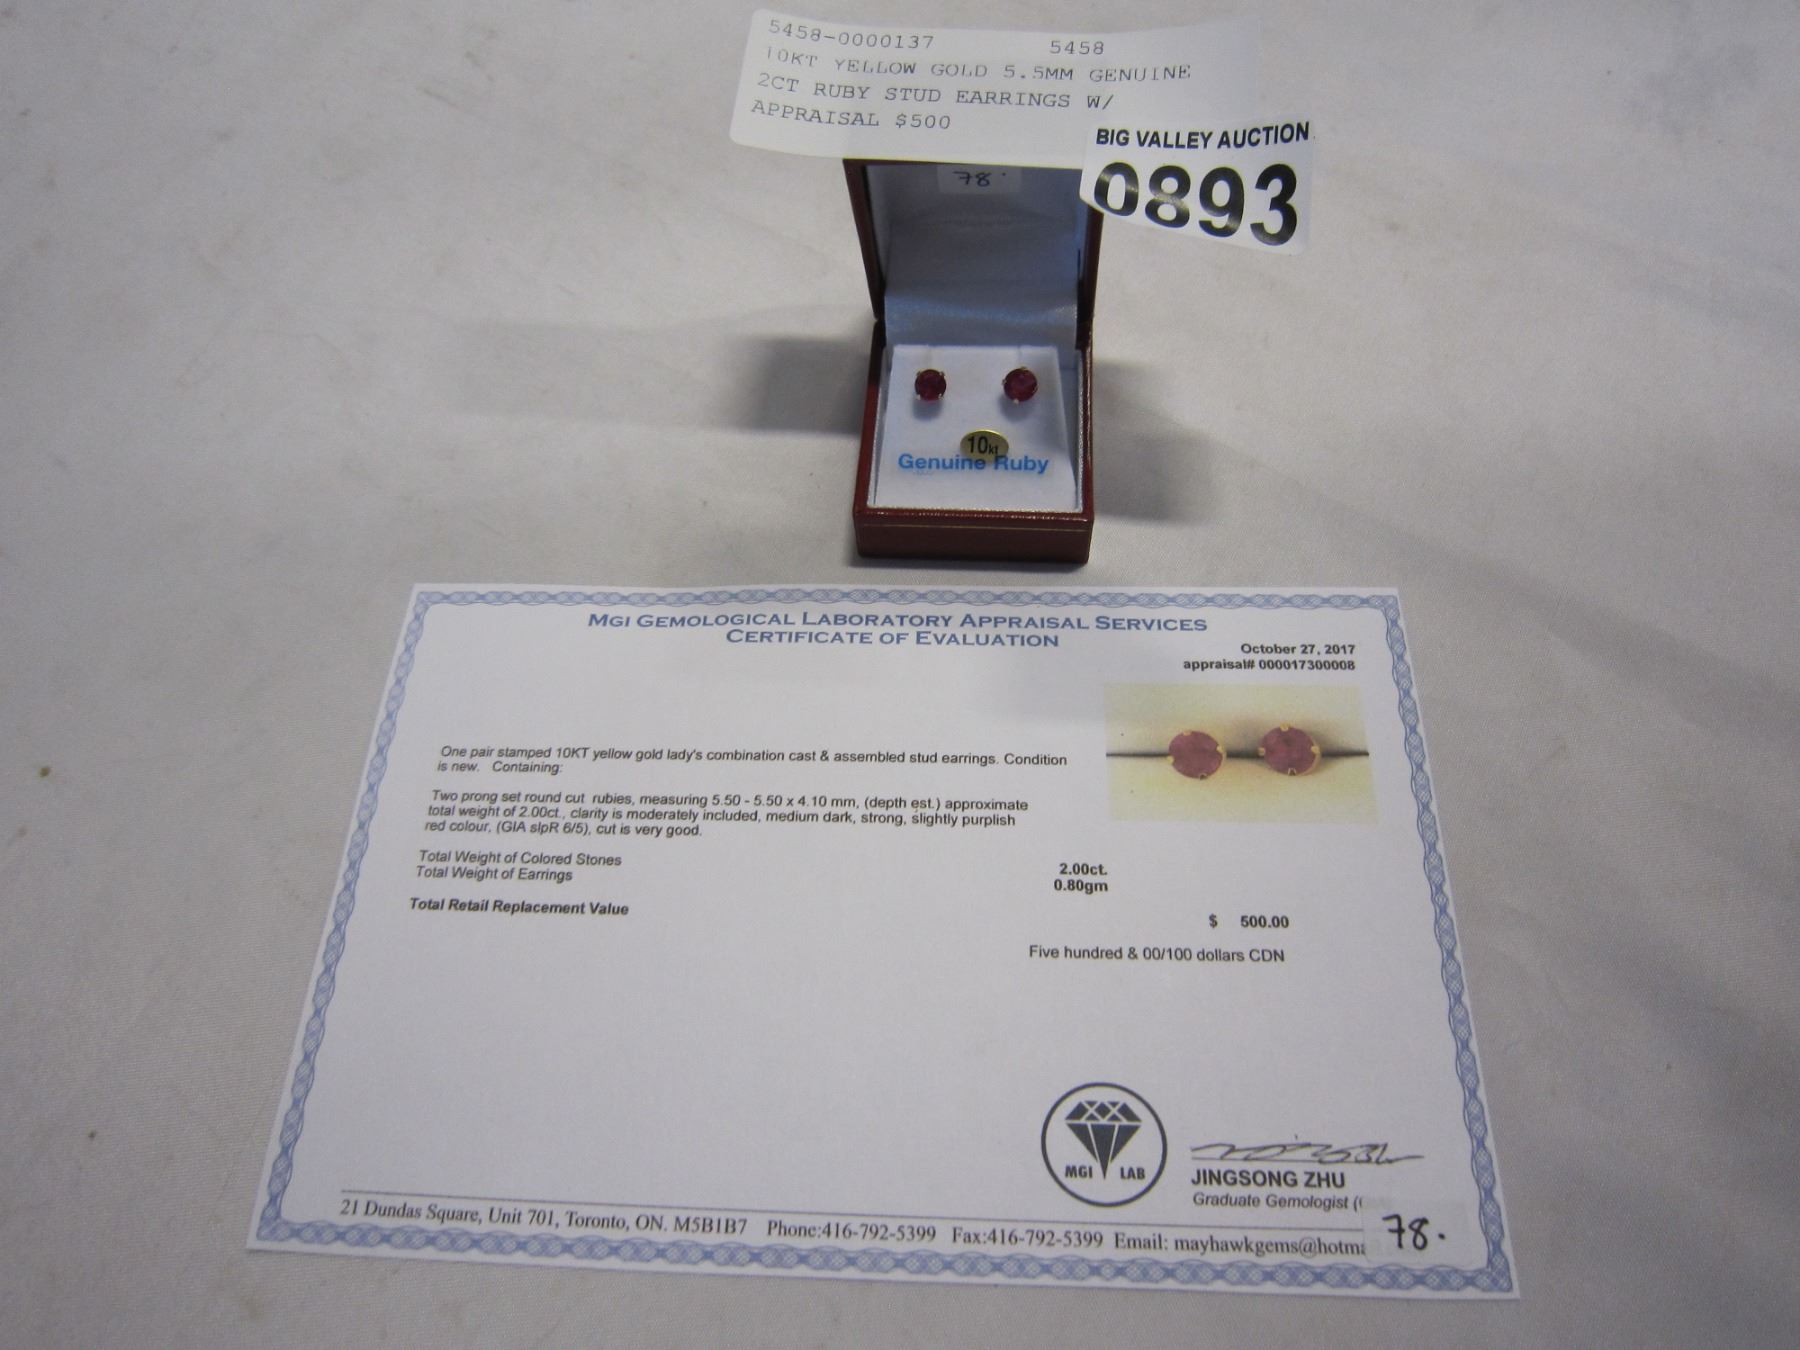 5458-0000137 5458
10KT YELLOW GOLD 5.5MM GENUINE
2CT RUBY STUD EARRINGS W/
APPRAISAL $500
BIG VALLEY AUCTION
0893
78.
10kt
Genuine Ruby
MGI GEMOLOGICAL LABORATORY APPRAISAL SERVICES
CERTIFICATE OF EVALUATION
October 27, 2017
appraisal# 000017300008
One pair stamped 10KT yellow gold lady's combination cast & assembled stud earrings. Condition
is new. Containing:
Two prong set round cut rubies, measuring 5.50 - 5.50 x 4.10 mm, (depth est.) approximate
total weight of 2.00ct., clarity is moderately included, medium dark, strong, slightly purplish
red colour, (GIA slpR 6/5), cut is very good.
Total Weight of Colored Stones 2.00ct.
Total Weight of Earrings 0.80gm
Total Retail Replacement Value $ 500.00
Five hundred & 00/100 dollars CDN
MGI LAB
JINGSONG ZHU
Graduate Gemologist (
21 Dundas Square, Unit 701, Toronto, ON. M5B1B7 Phone:416-792-5399 Fax:416-792-5399 Email: mayhawkgems@hotma
78.